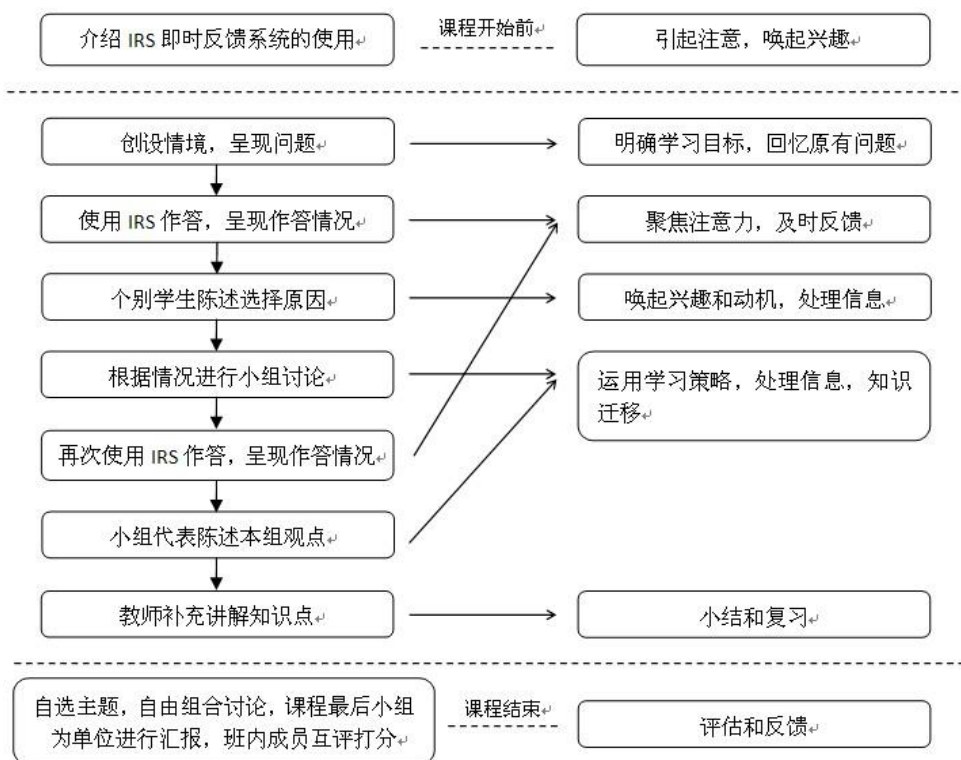 介绍 IRS 即时反馈系统的使用
课程开始前
引起注意，唤起兴趣
创设情境，呈现问题
明确学习目标，回忆原有问题
使用 IRS 作答，呈现作答情况
聚焦注意力，及时反馈
个别学生陈述选择原因
唤起兴趣和动机，处理信息
根据情况进行小组讨论
运用学习策略，处理信息，知识
迁移
再次使用 IRS 作答，呈现作答情况
小组代表陈述本组观点
教师补充讲解知识点
小结和复习
自选主题，自由组合讨论，课程最后小组
为单位进行汇报，班内成员互评打分
课程结束
评估和反馈